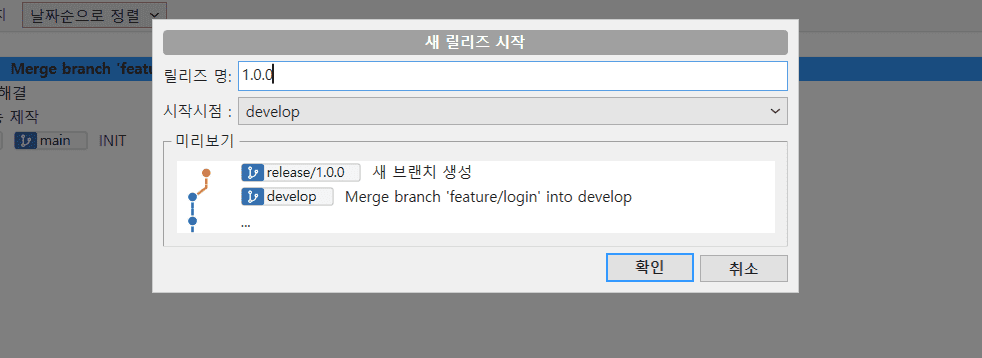 지
날짜순으로 정렬
새 릴리즈 시작
Merge branch 'featu
릴리즈 명:
1.0.0
해결
시작시점 :
develop
제작
main
INIT
미리보기
release/1.0.0
새 브랜치 생성
develop
Merge branch 'feature/login' into develop
...
확인
취소